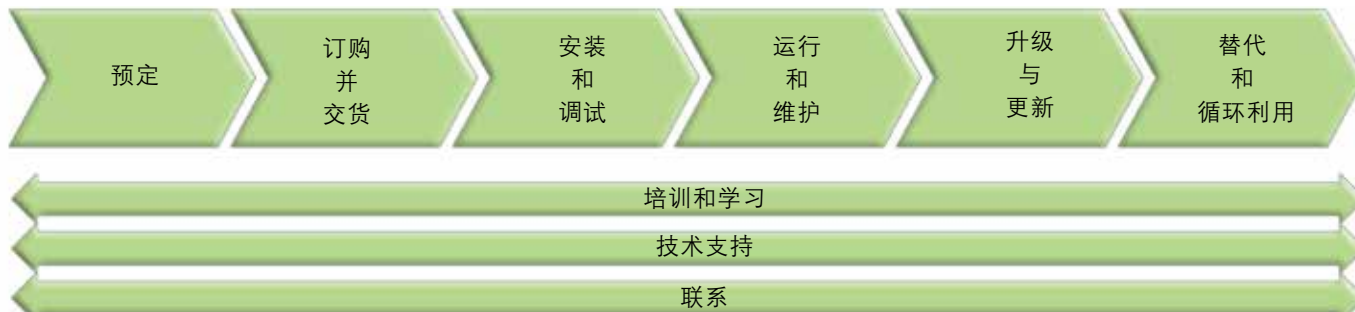 预定
订购
并
交货
安装
和
调试
运行
和
维护
升级
与
更新
替代
和
循环利用
培训和学习
技术支持
联系